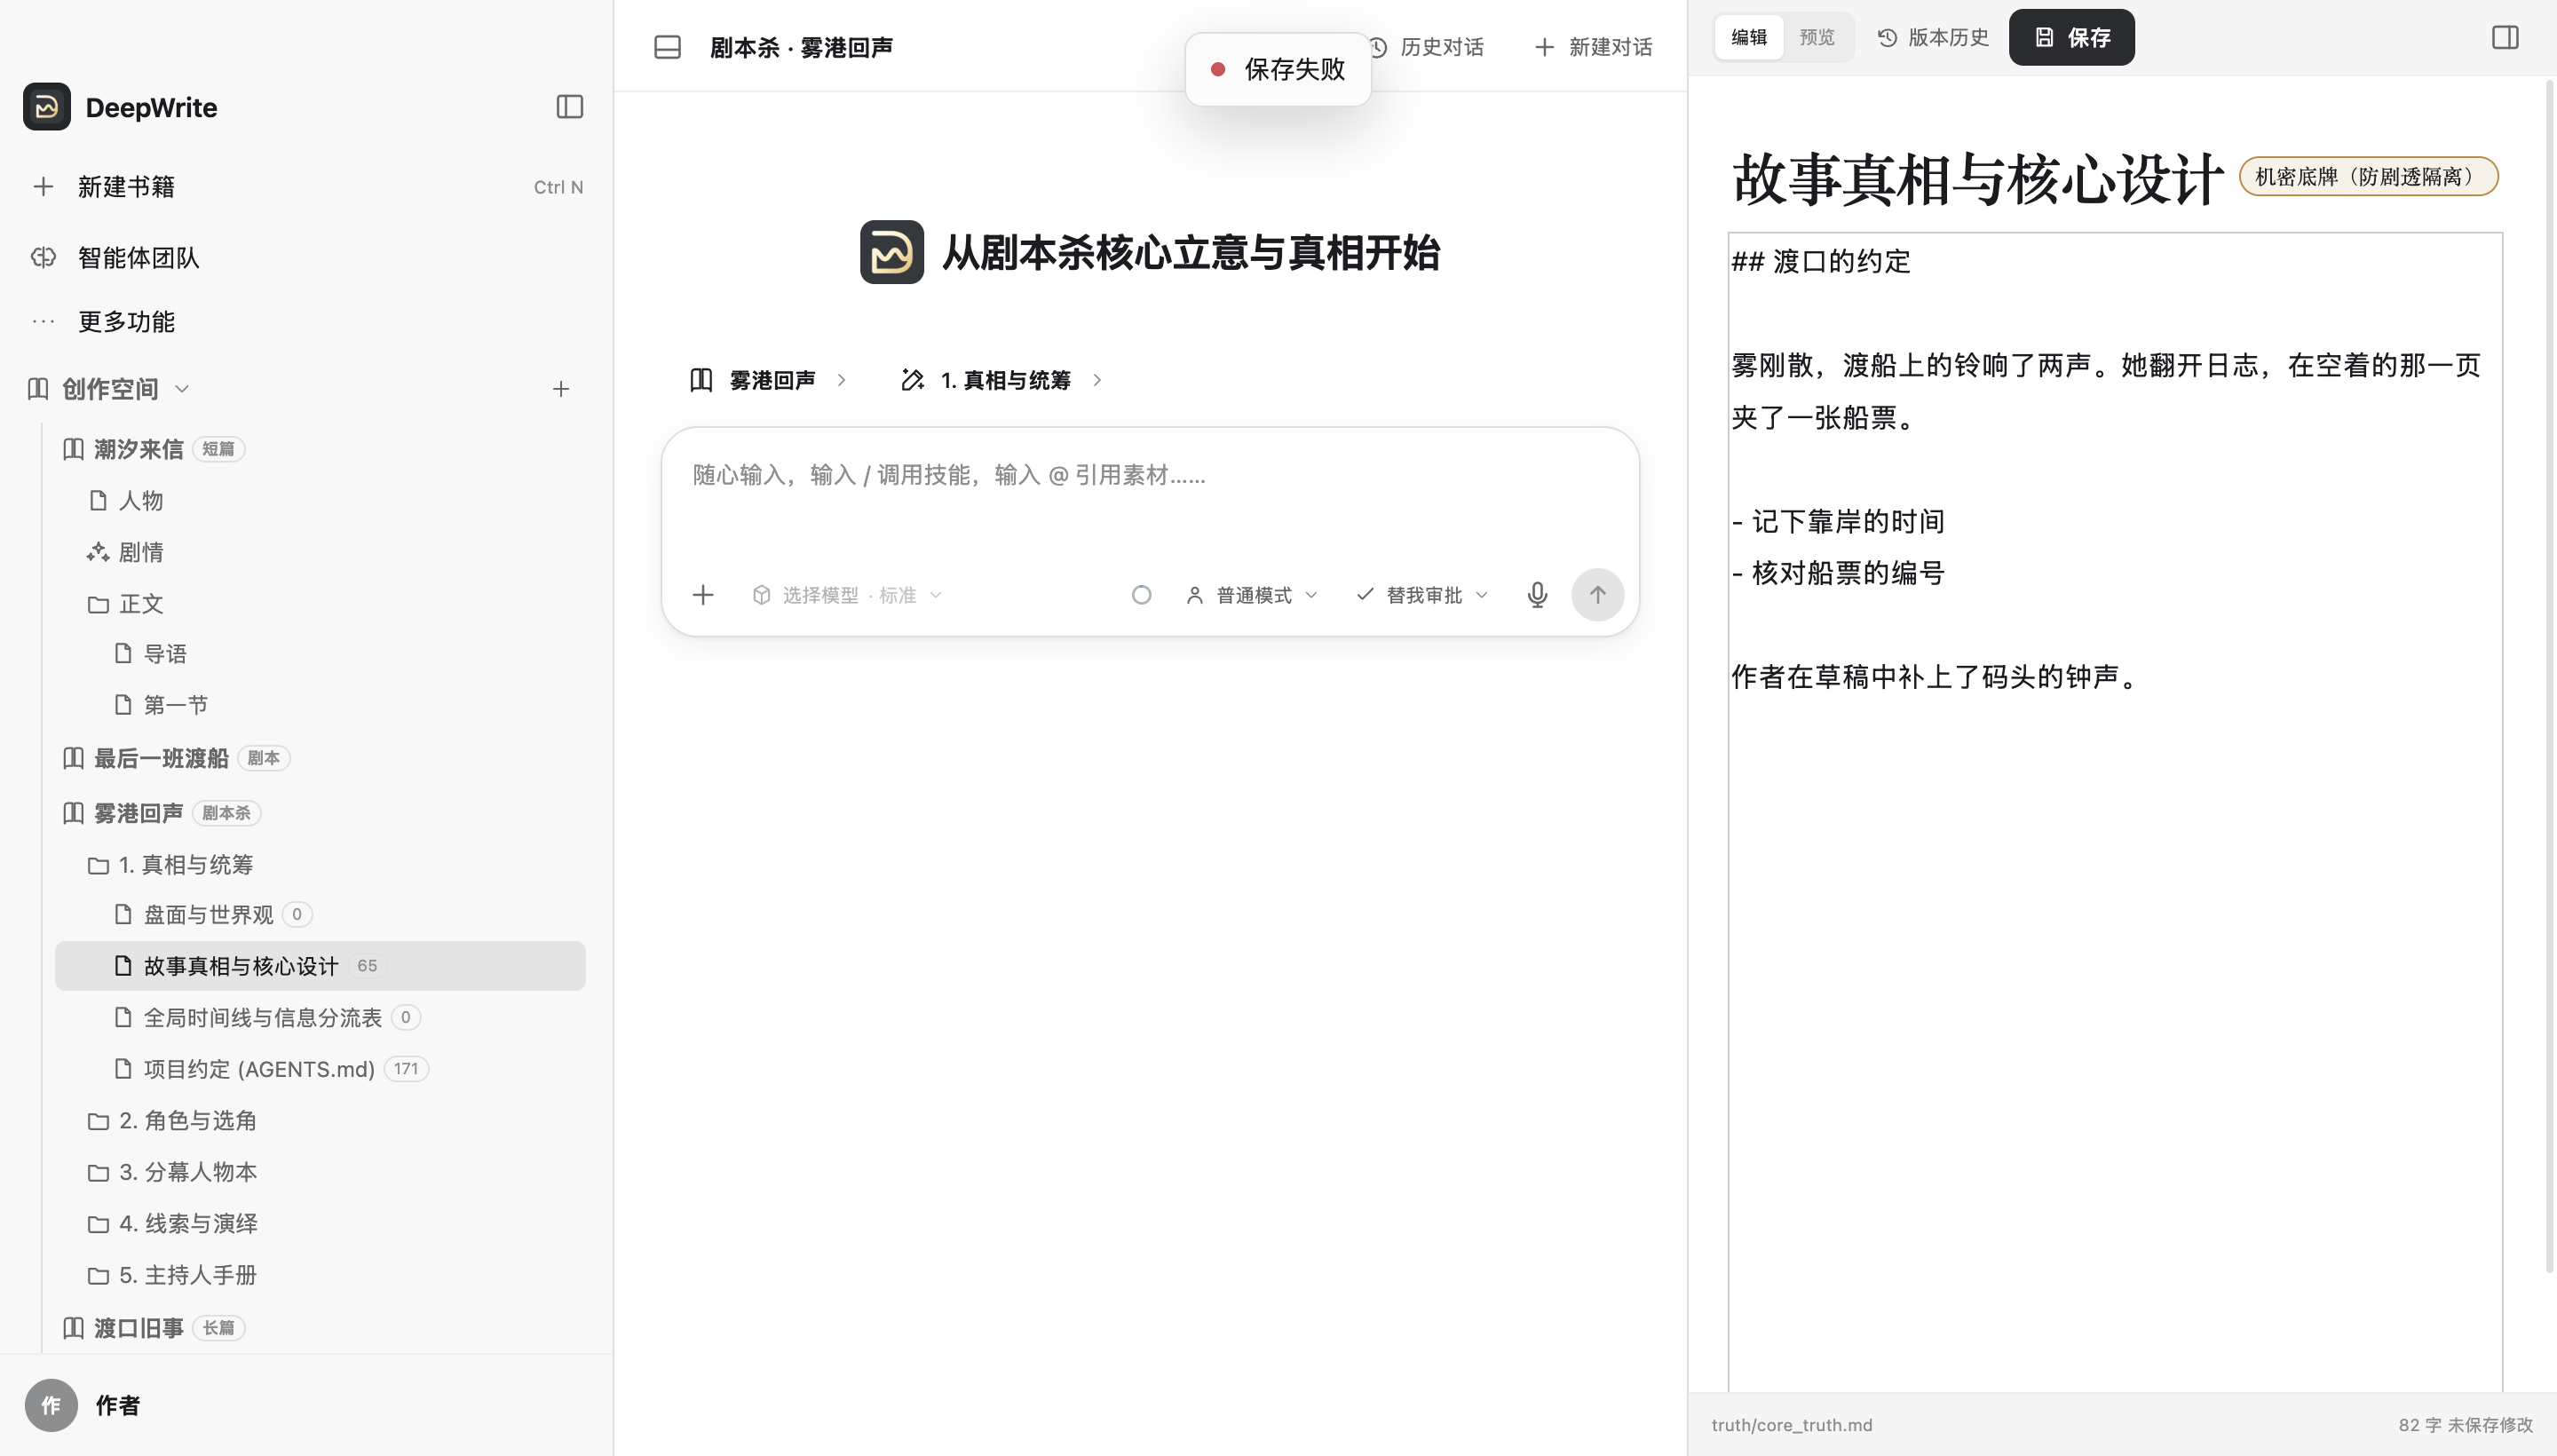 DeepWrite
新建书籍 Ctrl N
智能体团队
更多功能
创作空间
潮汐来信 短篇
人物
剧情
正文
导语
第一节
最后一班渡船 剧本
雾港回声 剧本杀
1. 真相与统筹
盘面与世界观 0
故事真相与核心设计 65
全局时间线与信息分流表 0
项目约定 (AGENTS.md) 171
2. 角色与选角
3. 分幕人物本
4. 线索与演绎
5. 主持人手册
渡口旧事 长篇
作 作者
剧本杀 · 雾港回声
保存失败
历史对话
新建对话
从剧本杀核心立意与真相开始
雾港回声
1. 真相与统筹
随心输入，输入 / 调用技能，输入 @ 引用素材……
选择模型 · 标准
普通模式
替我审批
编辑 预览 版本历史 保存
故事真相与核心设计 机密底牌（防剧透隔离）
## 渡口的约定
雾刚散，渡船上的铃响了两声。她翻开日志，在空着的那一页
夹了一张船票。
- 记下靠岸的时间
- 核对船票的编号
作者在草稿中补上了码头的钟声。
truth/core_truth.md
82 字 未保存修改